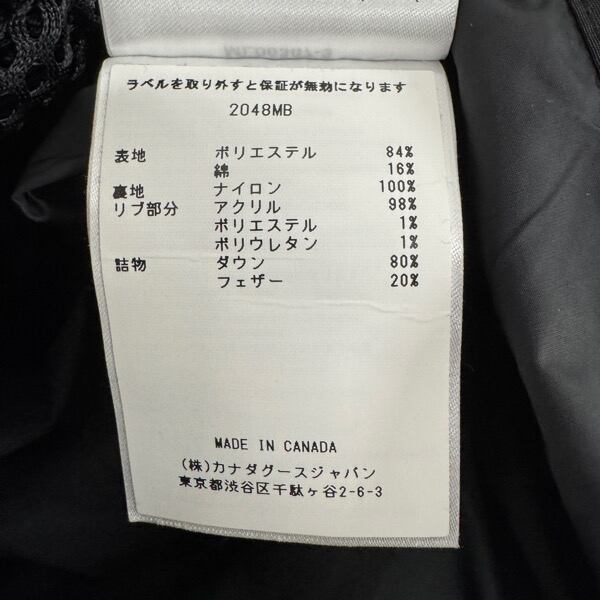 ラベルを取り外すと保証が無効になります
2048MB
表地 ポリエステル 84%
綿 16%
裏地 ナイロン 100%
リブ部分 アクリル 98%
ポリエステル 1%
ポリウレタン 1%
詰物 ダウン 80%
フェザー 20%
MADE IN CANADA
(株)カナダグースジャパン
東京都渋谷区千駄ヶ谷2-6-3